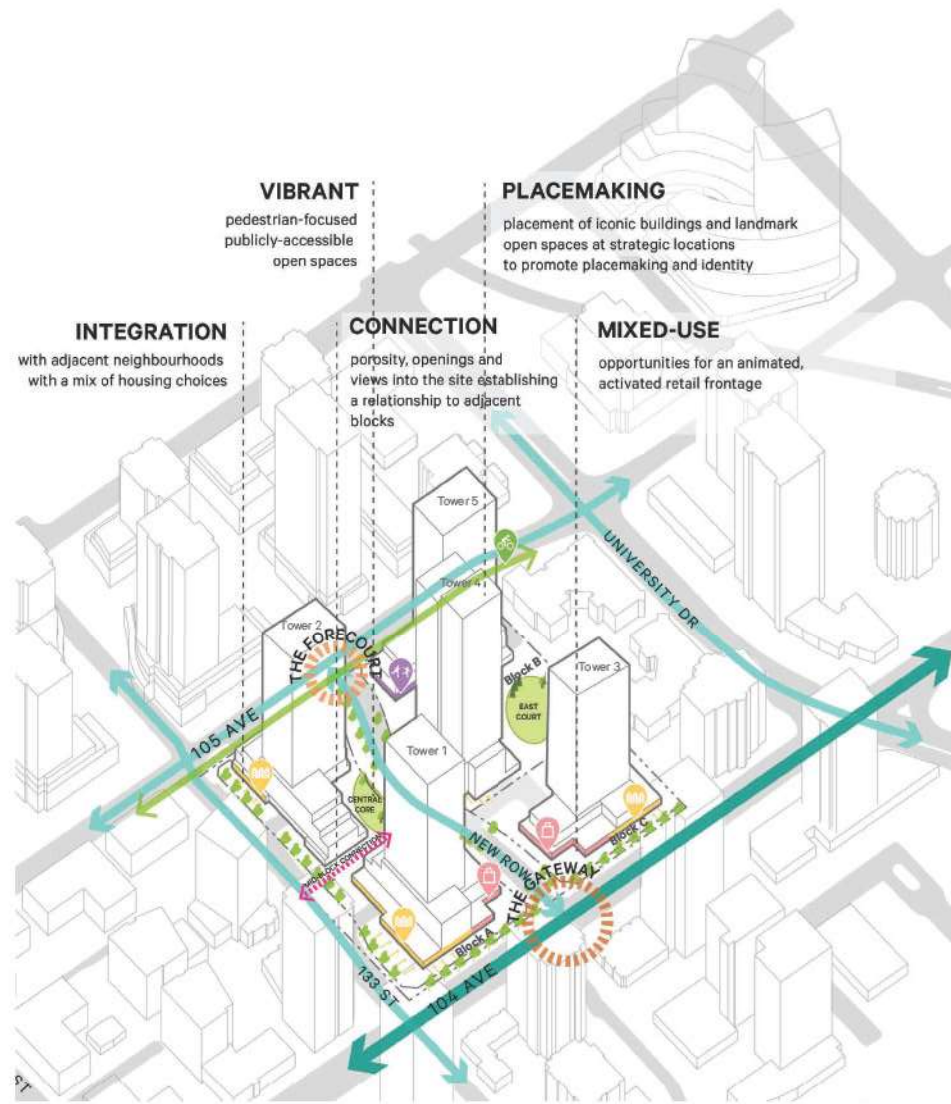 VIBRANT
pedestrian-focused
publicly-accessible
open spaces
PLACEMAKING
placement of iconic buildings and landmark
open spaces at strategic locations
to promote placemaking and identity
INTEGRATION
with adjacent neighbourhoods
with a mix of housing choices
CONNECTION
porosity, openings and
views into the site establishing
a relationship to adjacent
blocks
MIXED-USE
opportunities for an animated,
activated retail frontage
Tower 5
UNIVERSITY DR
Tower 4
Tower 2
THE FORECOURT
Block B
Tower 3
EAST
COURT
105 AVE
Tower 1
CENTRAL
CORE
MID-BLOCK CONNECTION
NEW ROW
Block C
THE GATEWAY
Block A
133 ST
104 AVE
ST